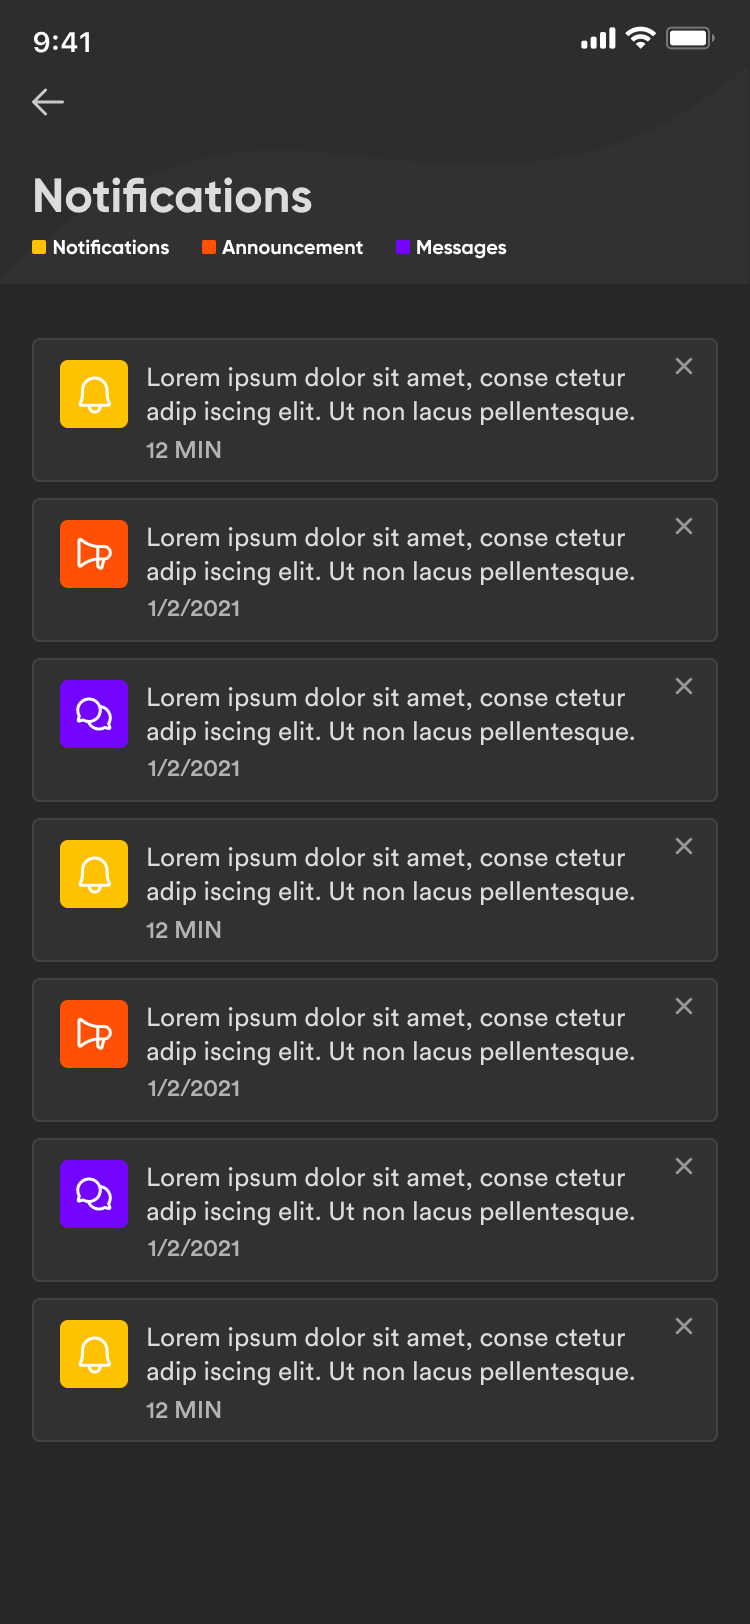 9:41
Notifications
Notifications Announcement Messages
Lorem ipsum dolor sit amet, conse ctetur
adip iscing elit. Ut non lacus pellentesque.
12 MIN
Lorem ipsum dolor sit amet, conse ctetur
adip iscing elit. Ut non lacus pellentesque.
1/2/2021
Lorem ipsum dolor sit amet, conse ctetur
adip iscing elit. Ut non lacus pellentesque.
1/2/2021
Lorem ipsum dolor sit amet, conse ctetur
adip iscing elit. Ut non lacus pellentesque.
12 MIN
Lorem ipsum dolor sit amet, conse ctetur
adip iscing elit. Ut non lacus pellentesque.
1/2/2021
Lorem ipsum dolor sit amet, conse ctetur
adip iscing elit. Ut non lacus pellentesque.
1/2/2021
Lorem ipsum dolor sit amet, conse ctetur
adip iscing elit. Ut non lacus pellentesque.
12 MIN